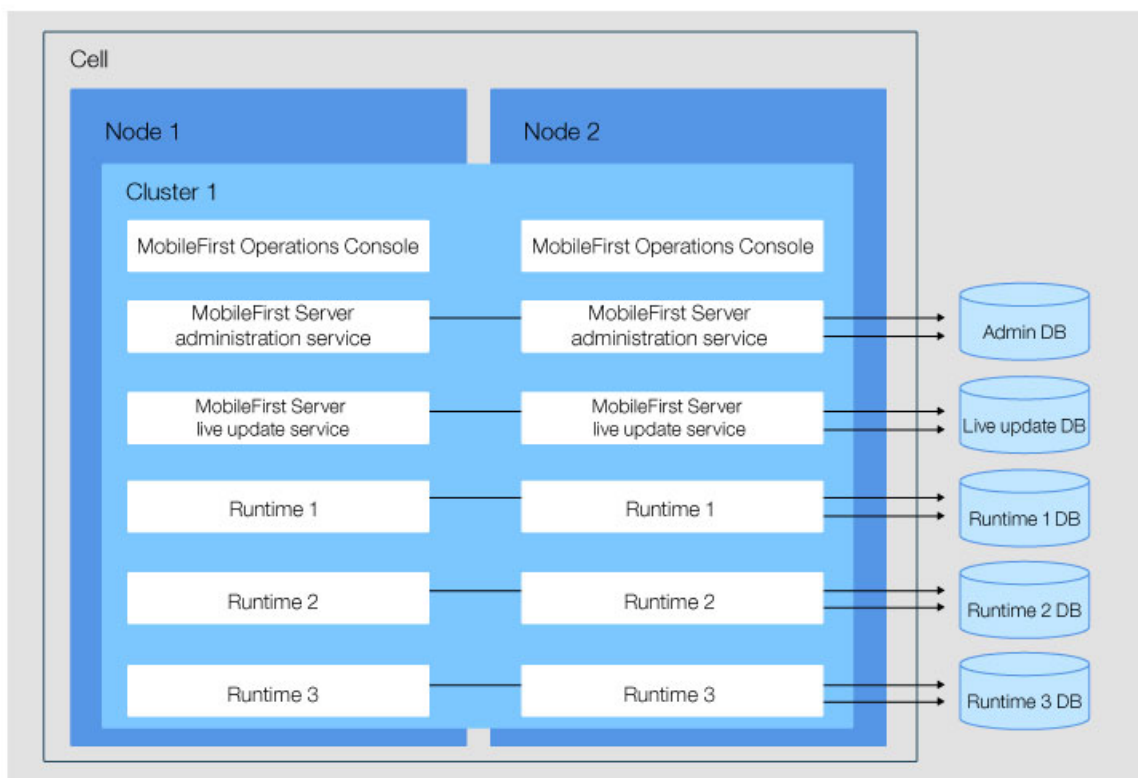 Cell
Node 1
Node 2
Cluster 1
MobileFirst Operations Console
MobileFirst Operations Console
MobileFirst Server
administration service
MobileFirst Server
administration service
Admin DB
MobileFirst Server
live update service
MobileFirst Server
live update service
Live update DB
Runtime 1
Runtime 1
Runtime 1 DB
Runtime 2
Runtime 2
Runtime 2 DB
Runtime 3
Runtime 3
Runtime 3 DB